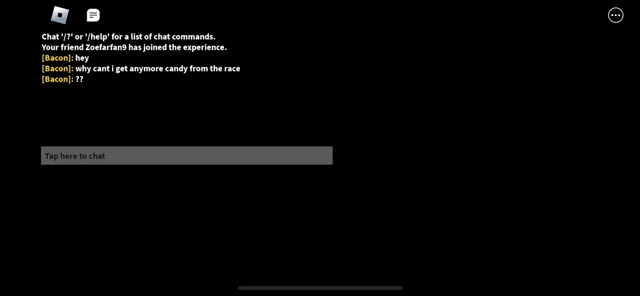 Chat '/?' or '/help' for a list of chat commands.
Your friend Zoefarfan9 has joined the experience.
[Bacon]: hey
[Bacon]: why cant i get anymore candy from the race
[Bacon]: ??
Tap here to chat